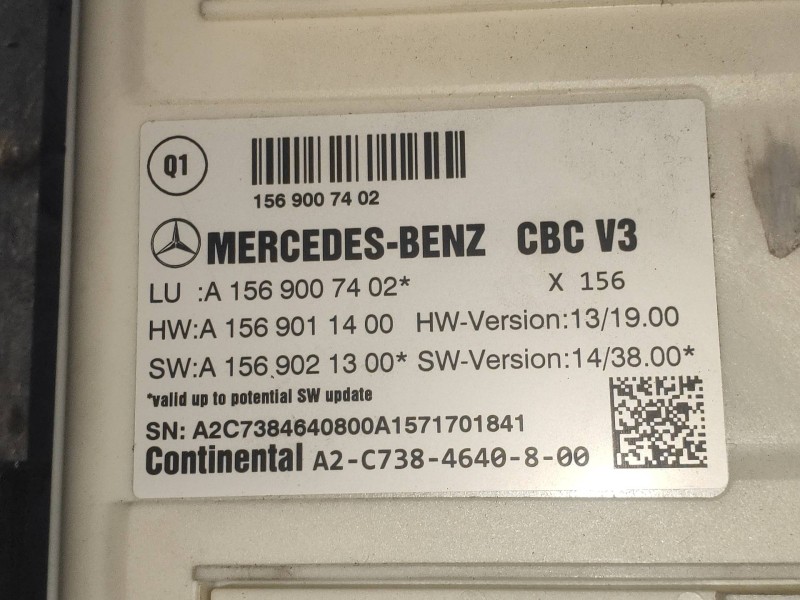 Q1
156 900 74 02
MERCEDES-BENZ CBC V3
LU :A 156 900 74 02* X 156
HW:A 156 901 14 00 HW-Version:13/19.00
SW:A 156 902 13 00* SW-Version:14/38.00*
*valid up to potential SW update
SN: A2C7384640800A1571701841
Continental A2-C738-4640-8-00